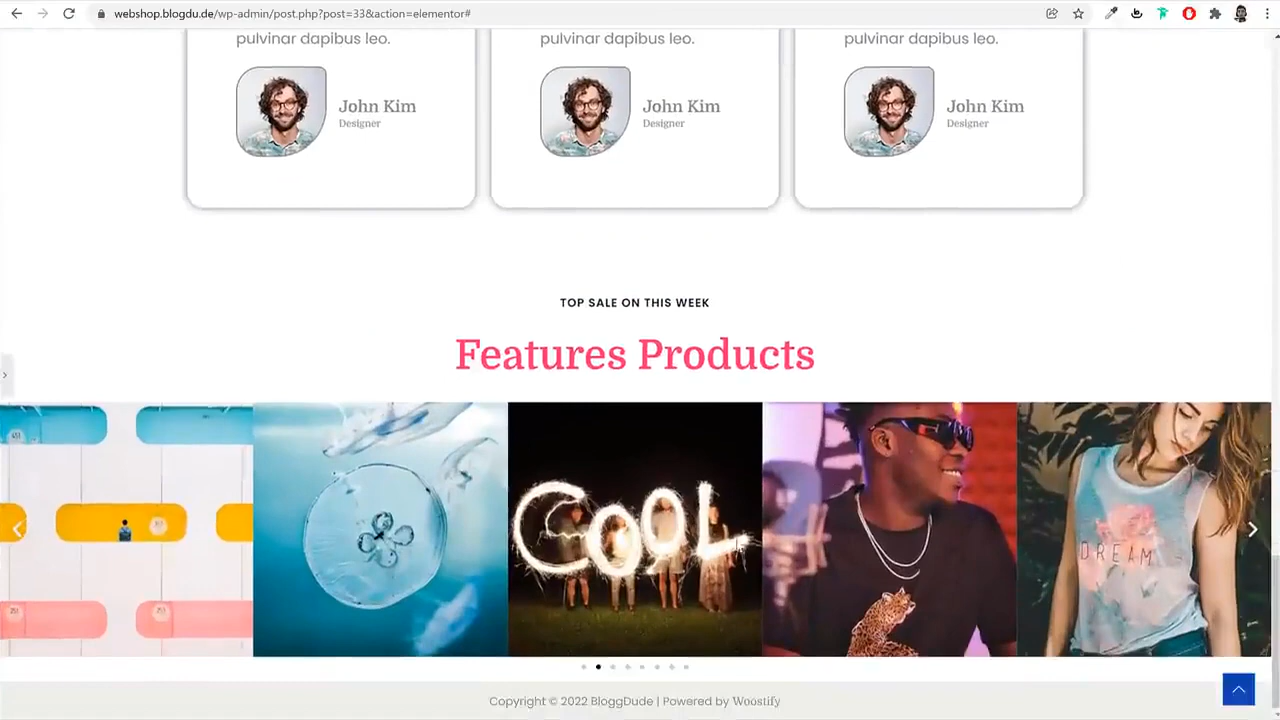 webshop.blogdu.de/wp-admin/post.php?post=33&action=elementor#
pulvinar dapibus leo.
pulvinar dapibus leo.
pulvinar dapibus leo.
John Kim
Designer
John Kim
Designer
John Kim
Designer
TOP SALE ON THIS WEEK
Features Products
COOL
DREAM
Copyright © 2022 BloggDude | Powered by Woostify